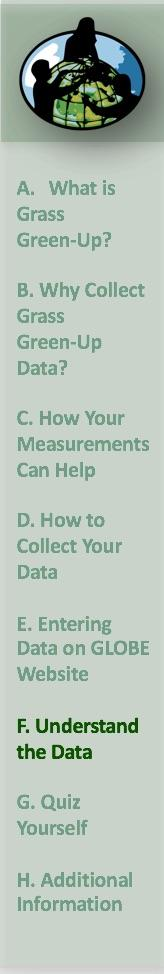 A.   What is
Grass
Green-Up?
B. Why Collect
Grass
Green-Up
Data?
C. How Your
Measurements
Can Help
D. How to
Collect Your
Data
E. Entering
Data on GLOBE
Website
F. Understand
the Data
G. Quiz
Yourself
H. Additional
Information